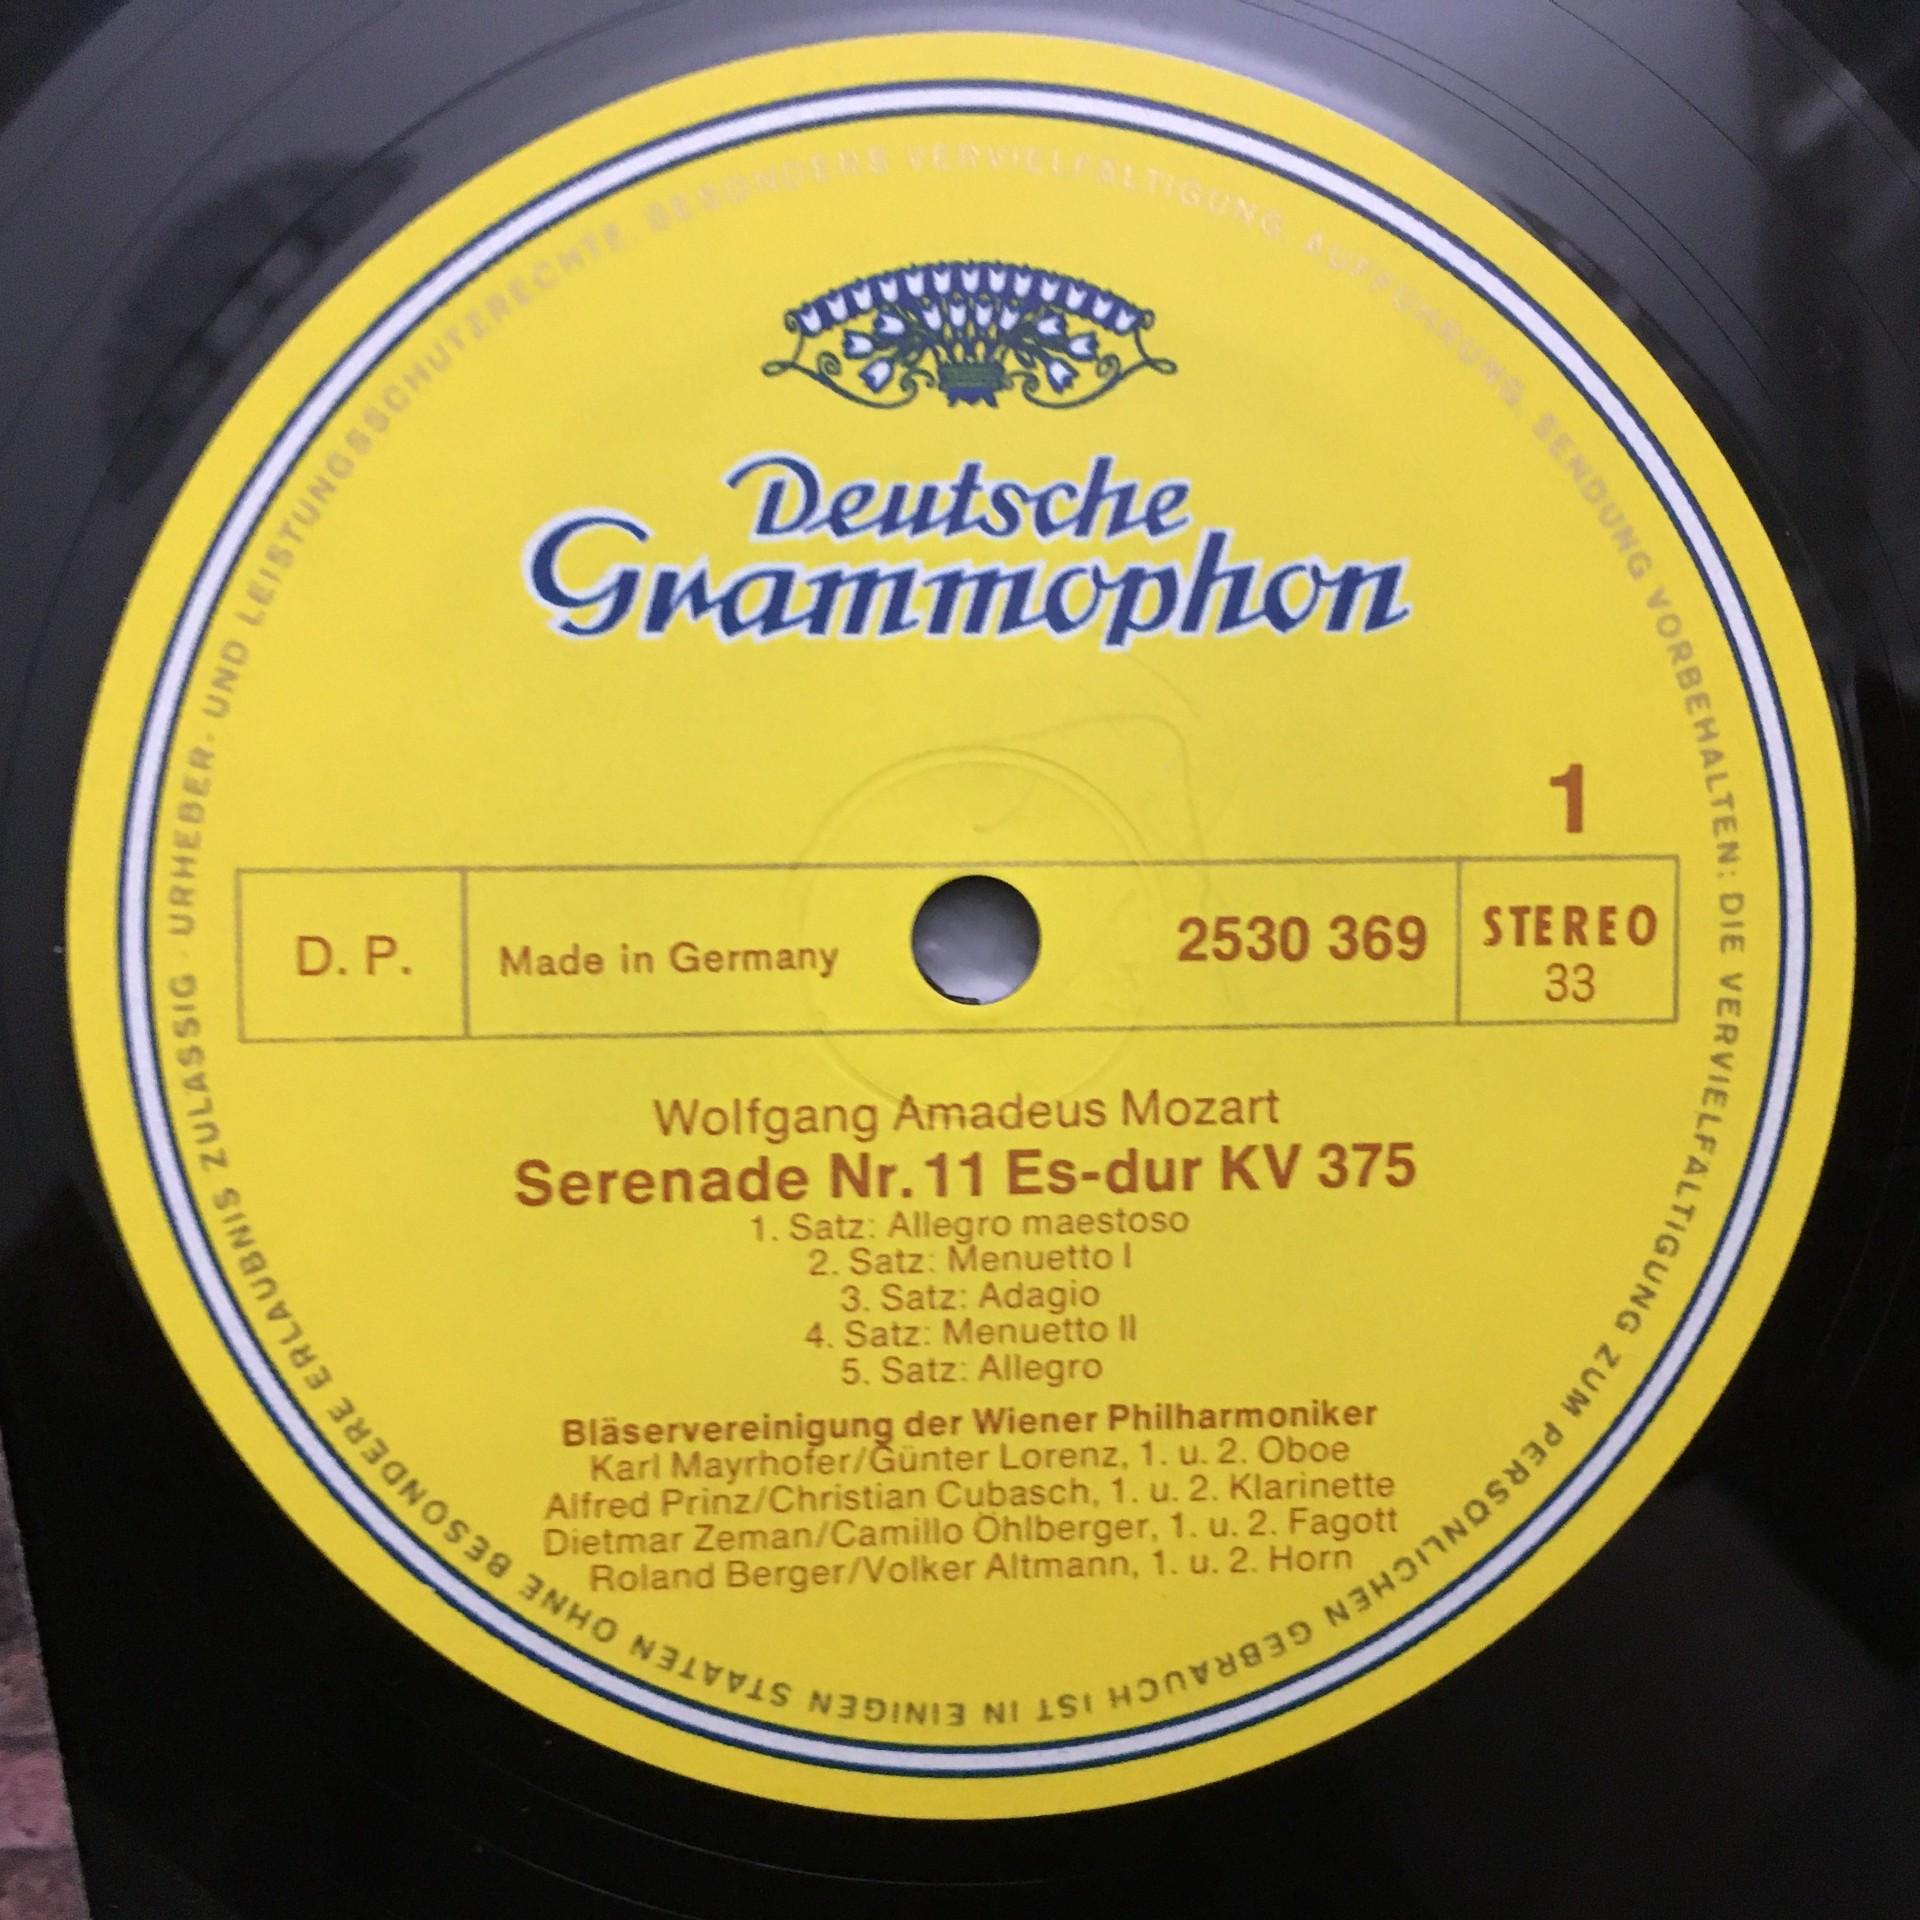 Deutsche
Grammophon
1
D. P.
Made in Germany
2530 369
STEREO
33
Wolfgang Amadeus Mozart
Serenade Nr. 11 Es-dur KV 375
1. Satz: Allegro maestoso
2. Satz: Menuetto I
3. Satz: Adagio
4. Satz: Menuetto II
5. Satz: Allegro
Bläservereinigung der Wiener Philharmoniker
Karl Mayrhofer/Günter Lorenz, 1. u. 2. Oboe
Alfred Prinz/Christian Cubasch, 1. u. 2. Klarinette
Dietmar Zeman/Camillo Öhlberger, 1. u. 2. Fagott
Roland Berger/Volker Altmann, 1. u. 2. Horn
URHEBER- UND LEISTUNGSSCHUTZRECHTE, BESONDERS VERVIELFÄLTIGUNG, AUFFÜHRUNG, SENDUNG VORBEHALTEN: DIE VERVIELFÄLTIGUNG ZUM PERSÖNLICHEN GEBRAUCH IST IN EINIGEN STAATEN OHNE BESONDERE ERLAUBNIS ZULÄSSIG ·